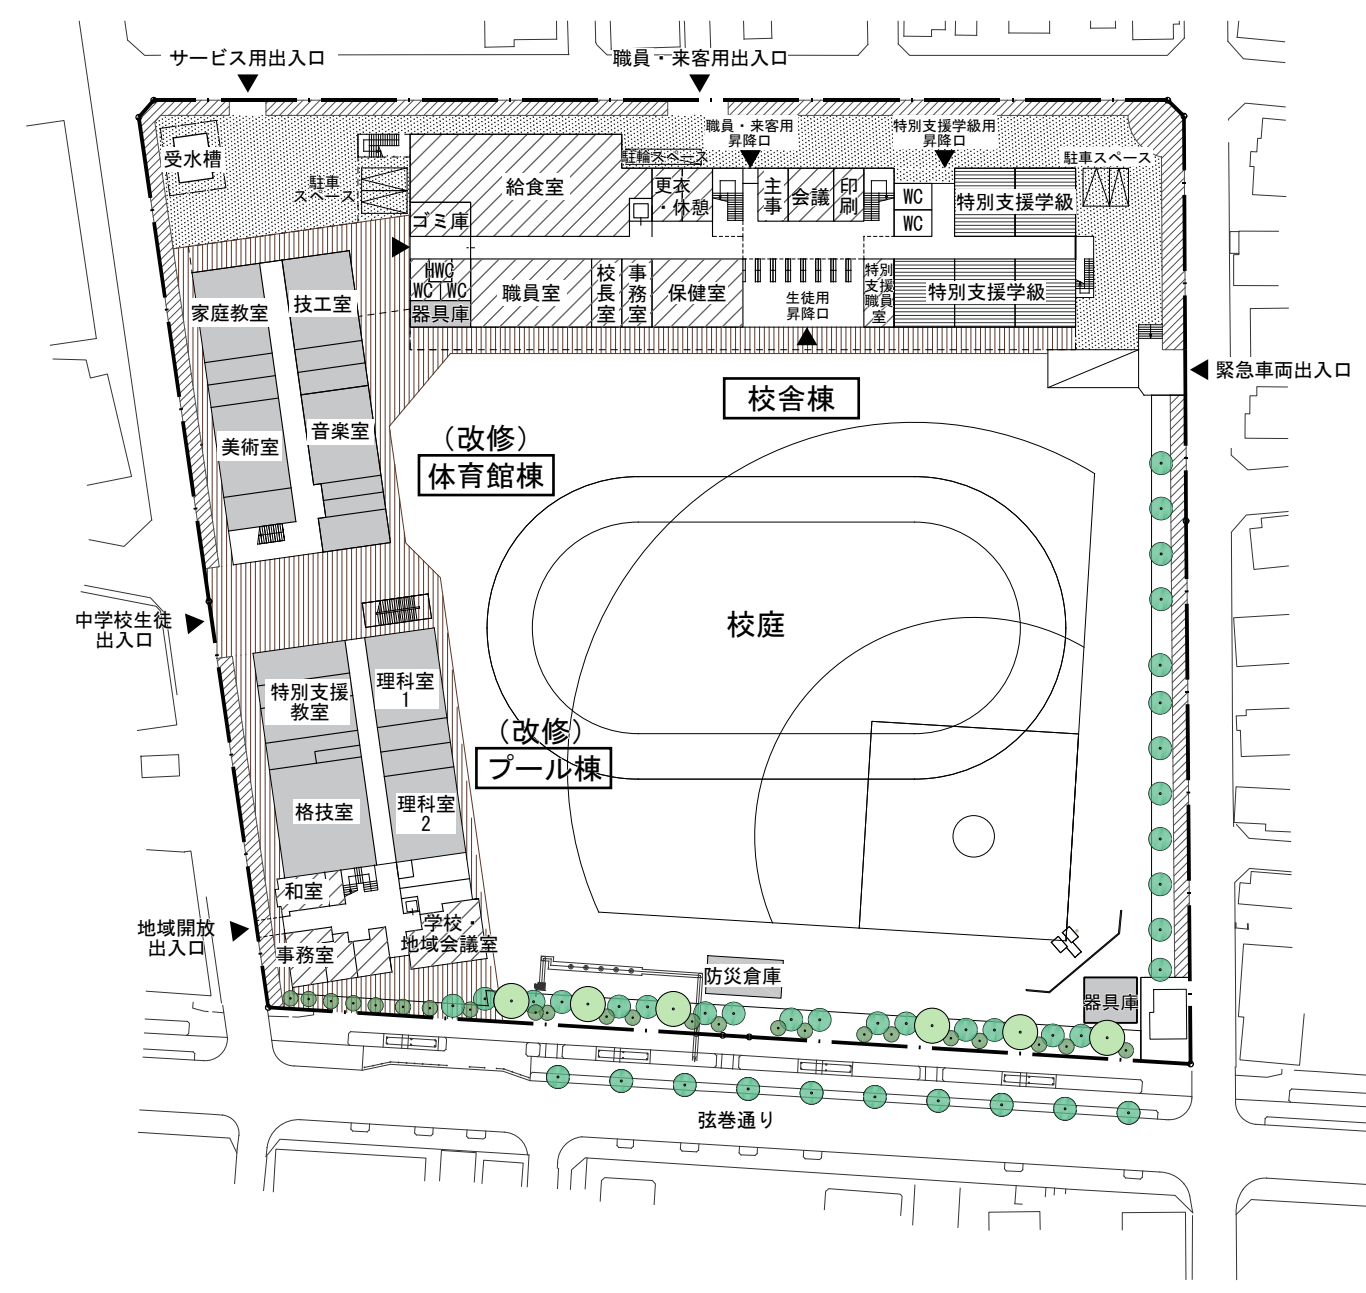 サービス用出入口
職員・来客用出入口
職員・来客用
昇降口
特別支援学級用
昇降口
受水槽
駐車
スペース
駐輪スペース
駐車スペース
給食室
更衣
・休憩
主事
会議
印刷
WC
WC
特別支援学級
ゴミ庫
HWC
WC
WC
器具庫
職員室
校長室
事務室
保健室
生徒用
昇降口
特別支援職員室
特別支援学級
家庭教室
技工室
美術室
音楽室
緊急車両出入口
校舎棟
(改修)
体育館棟
校庭
中学校生徒
出入口
特別支援
教室
理科室
1
(改修)
プール棟
格技室
理科室
2
和室
地域開放
出入口
事務室
学校・
地域会議室
防災倉庫
器具庫
弦巻通り